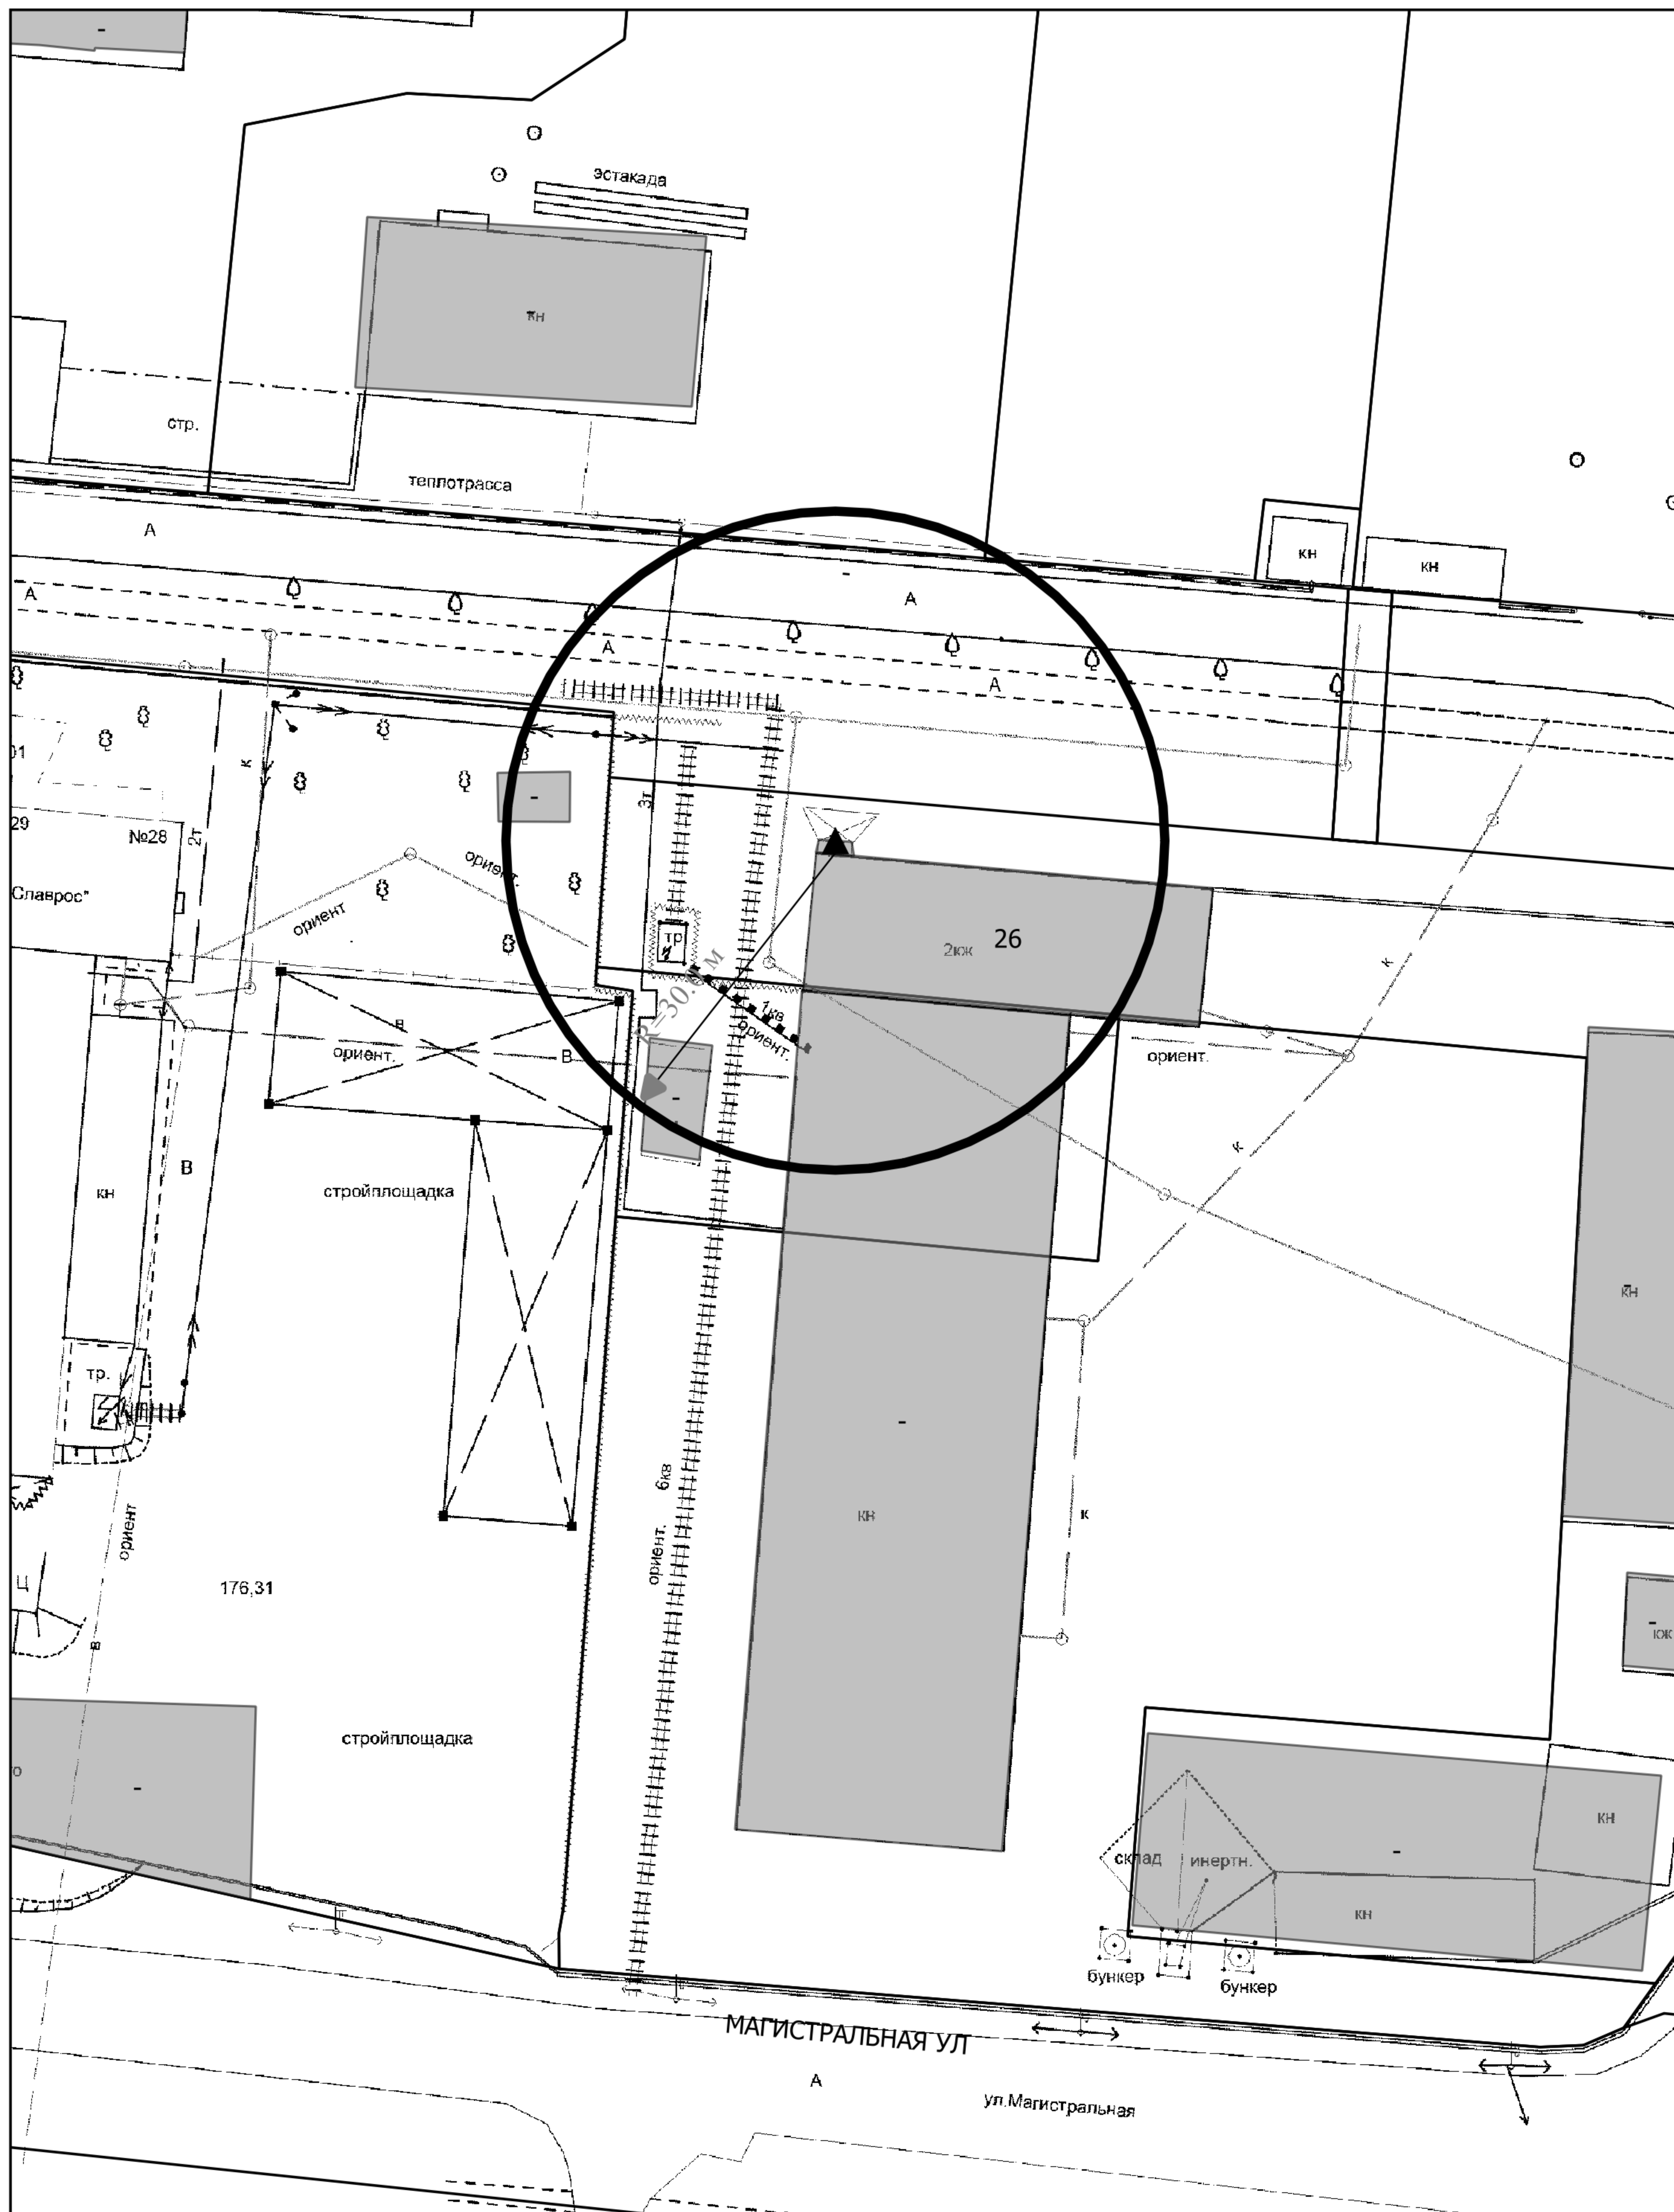 эстакада
кн
стр.
теплотрасса
А
кн
кн
А
А
А
А
к
3т
2т
№28
29
Славрос"
ориент.
ориент
тр
2кж
26
к
R=30.0 м
1кв
ориент.
в
ориент.
В
ориент.
к
В
кн
стройплощадка
кн
тр.
6кв
кн
к
ориент
ориент.
Ц
176,31
в
кж
стройплощадка
кн
склад
инертн.
кн
бункер
бункер
МАГИСТРАЛЬНАЯ УЛ
А
ул.Магистральная